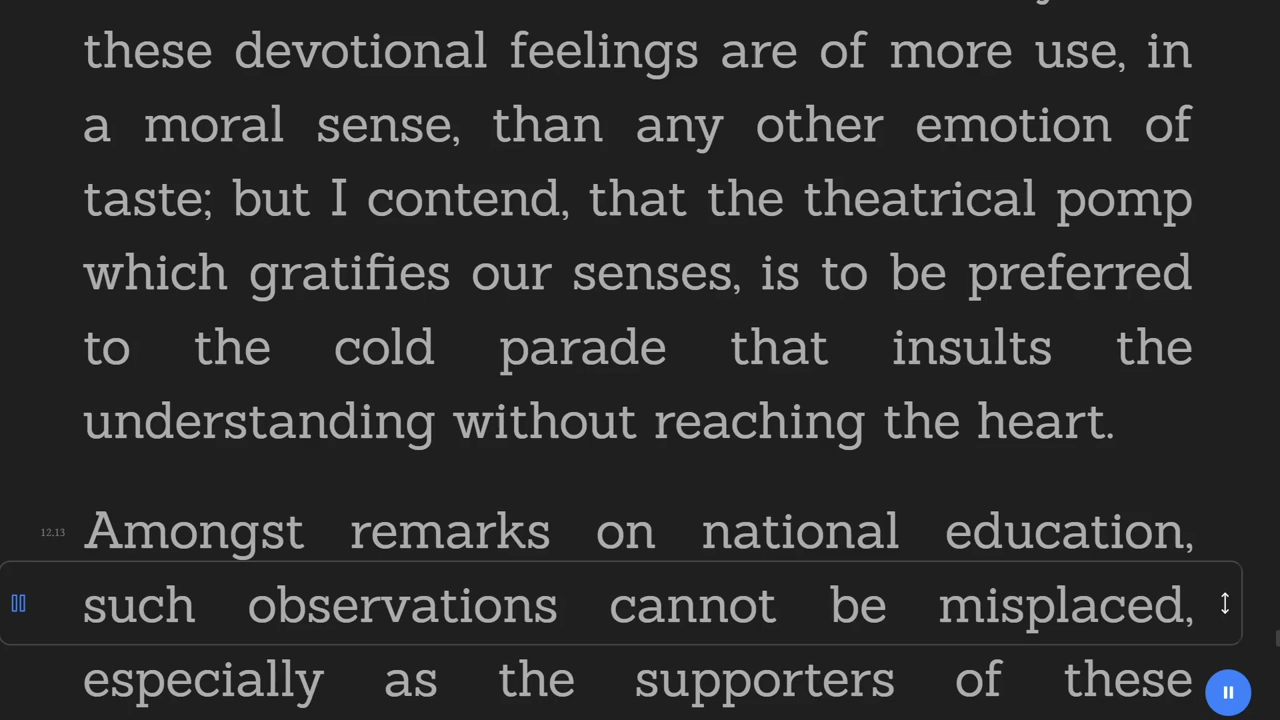 these devotional feelings are of more use, in
a moral sense, than any other emotion of
taste; but I contend, that the theatrical pomp
which gratifies our senses, is to be preferred
to the cold parade that insults the
understanding without reaching the heart.
12.13 Amongst remarks on national education,
such observations cannot be misplaced,
especially as the supporters of these